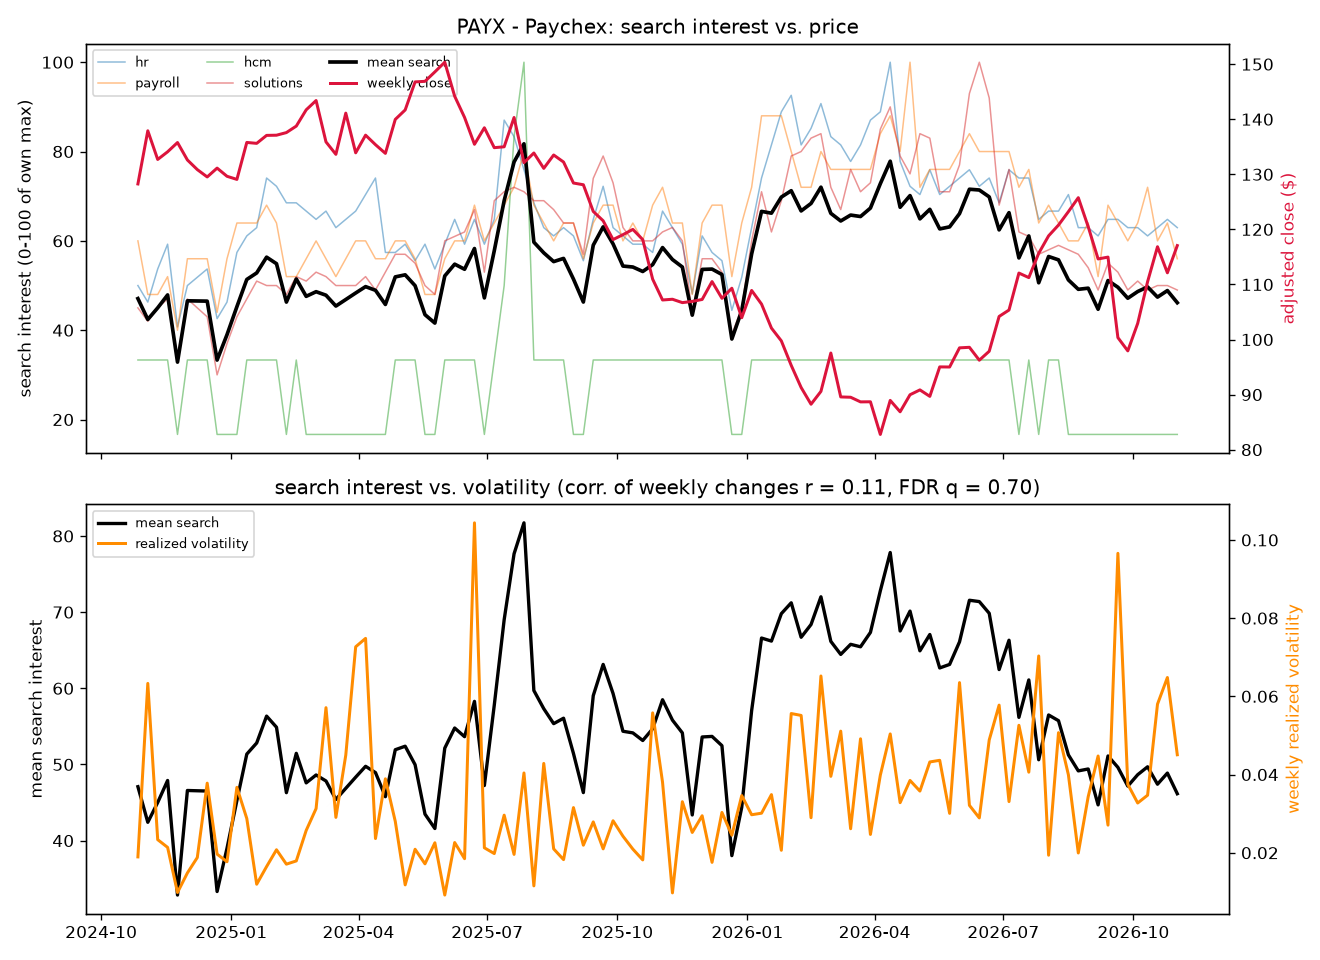 PAYX - Paychex: search interest vs. price
search interest (0-100 of own max)
100
80
60
40
20
hr
payroll
hcm
solutions
mean search
weekly close
150
140
130
120
110
100
90
80
adjusted close ($)
search interest vs. volatility (corr. of weekly changes r = 0.11, FDR q = 0.70)
mean search interest
80
70
60
50
40
mean search
realized volatility
0.10
0.08
0.06
0.04
0.02
weekly realized volatility
2024-10
2025-01
2025-04
2025-07
2025-10
2026-01
2026-04
2026-07
2026-10